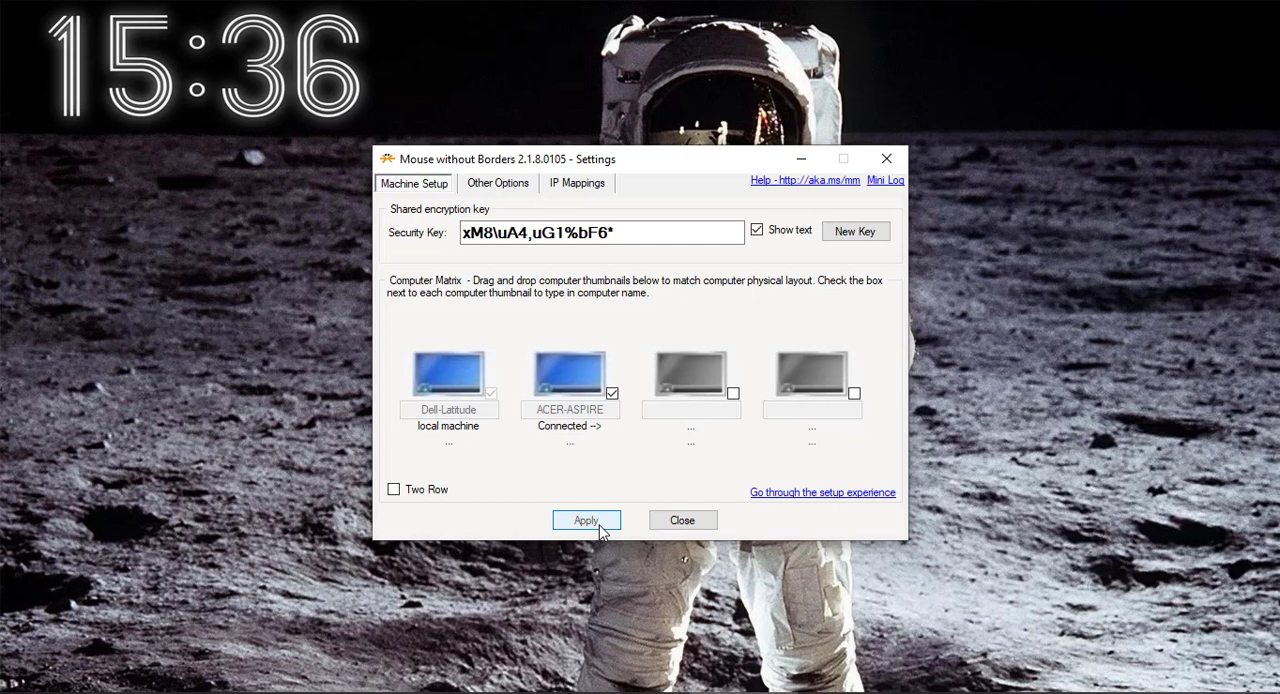 15:36
Mouse without Borders 2.1.8.0105 - Settings
Machine Setup Other Options IP Mappings Help - http://aka.ms/mm Mini Log
Shared encryption key
Security Key: xM8\uA4,uG1%bF6* Show text New Key
Computer Matrix - Drag and drop computer thumbnails below to match computer physical layout. Check the box
next to each computer thumbnail to type in computer name.
Dell-Latitude ACER-ASPIRE
local machine Connected --> ... ...
... ... ... ...
Two Row Go through the setup experience
Apply Close